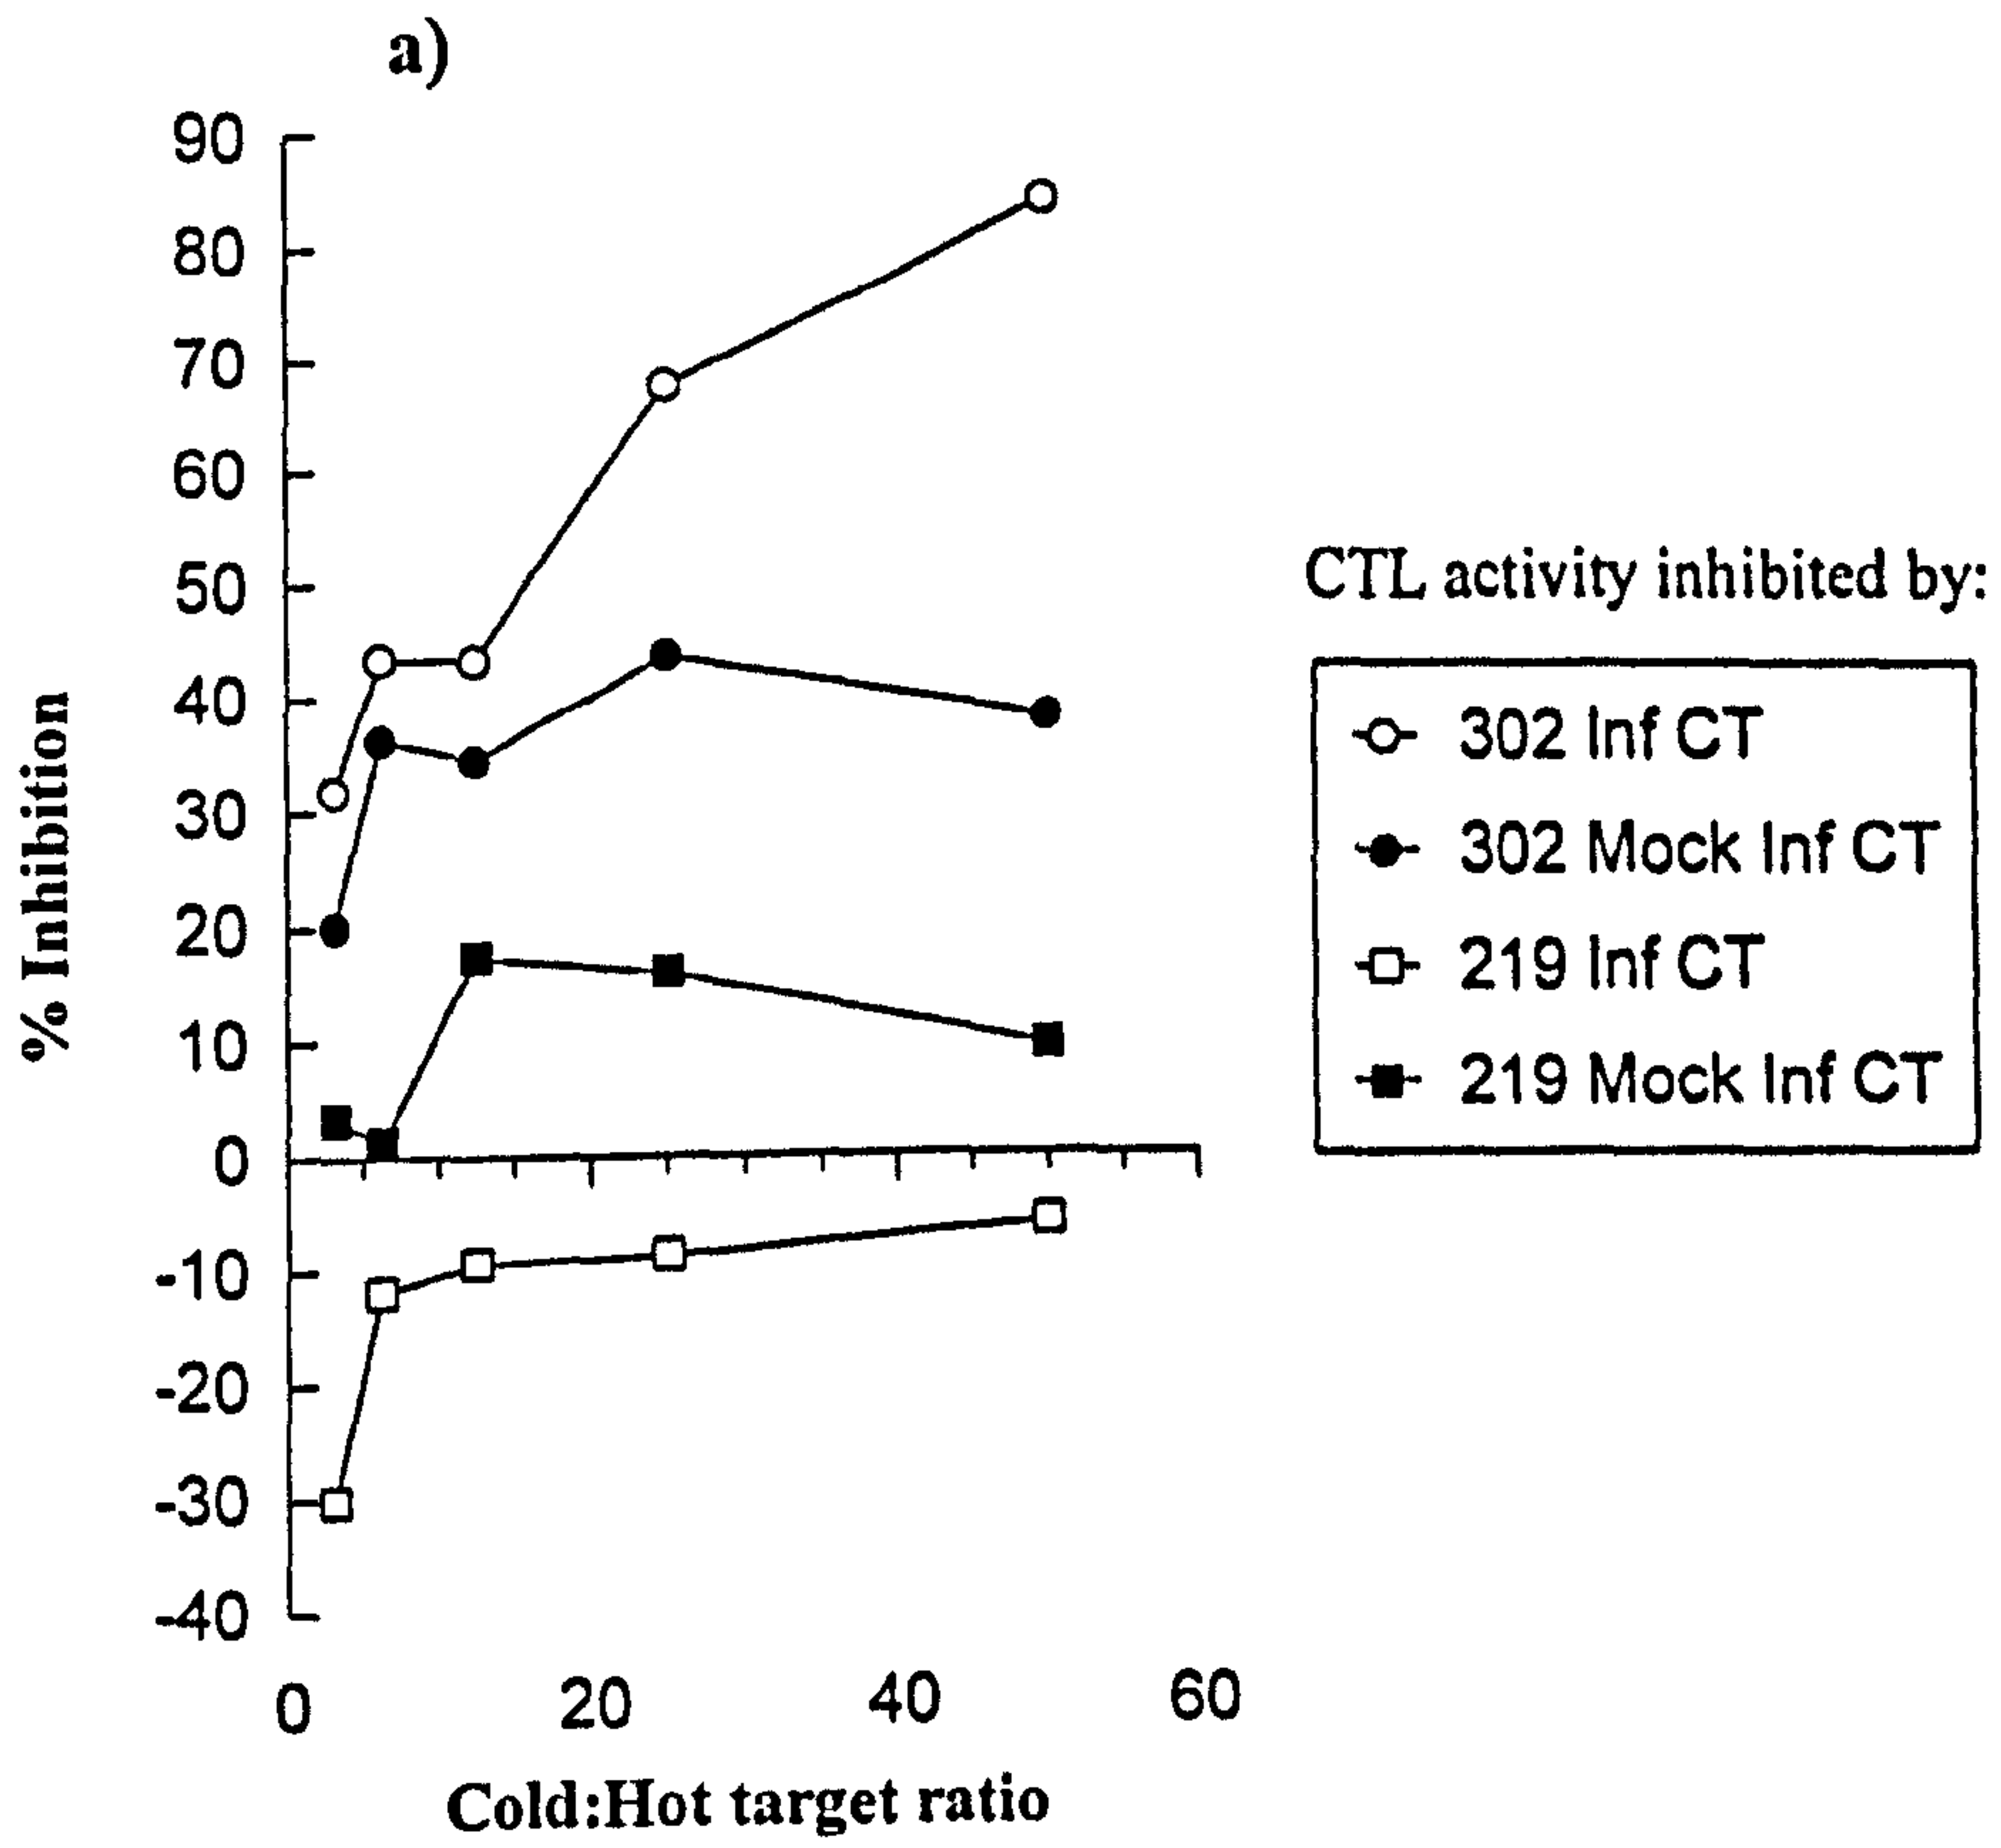 a)
90
80
70
60
50
40
30
20
10
0
-10
-20
-30
-40
% Inhibition
0 20 40 60
Cold:Hot target ratio
CTL activity inhibited by:
302 Inf CT
302 Mock Inf CT
219 Inf CT
219 Mock Inf CT